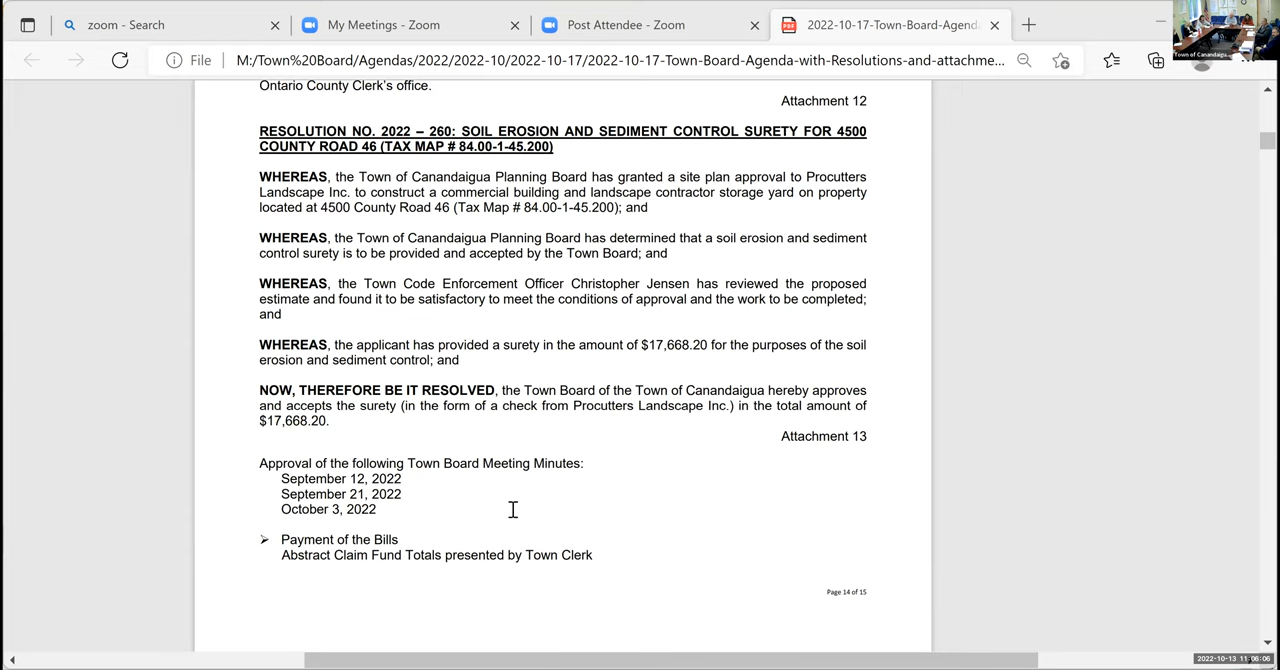 zoom - Search
My Meetings - Zoom
Post Attendee - Zoom
2022-10-17-Town-Board-Agend
File
M:/Town%20Board/Agendas/2022/2022-10/2022-10-17/2022-10-17-Town-Board-Agenda-with-Resolutions-and-attachme...
Town of Canandaigu
Ontario County Clerk's office.
Attachment 12
RESOLUTION NO. 2022 – 260: SOIL EROSION AND SEDIMENT CONTROL SURETY FOR 4500
COUNTY ROAD 46 (TAX MAP # 84.00-1-45.200)
WHEREAS, the Town of Canandaigua Planning Board has granted a site plan approval to Procutters
Landscape Inc. to construct a commercial building and landscape contractor storage yard on property
located at 4500 County Road 46 (Tax Map # 84.00-1-45.200); and
WHEREAS, the Town of Canandaigua Planning Board has determined that a soil erosion and sediment
control surety is to be provided and accepted by the Town Board; and
WHEREAS, the Town Code Enforcement Officer Christopher Jensen has reviewed the proposed
estimate and found it to be satisfactory to meet the conditions of approval and the work to be completed;
and
WHEREAS, the applicant has provided a surety in the amount of $17,668.20 for the purposes of the soil
erosion and sediment control; and
NOW, THEREFORE BE IT RESOLVED, the Town Board of the Town of Canandaigua hereby approves
and accepts the surety (in the form of a check from Procutters Landscape Inc.) in the total amount of
$17,668.20.
Attachment 13
Approval of the following Town Board Meeting Minutes:
September 12, 2022
September 21, 2022
October 3, 2022
➢ Payment of the Bills
Abstract Claim Fund Totals presented by Town Clerk
Page 14 of 15
2022-10-13 11:06:06